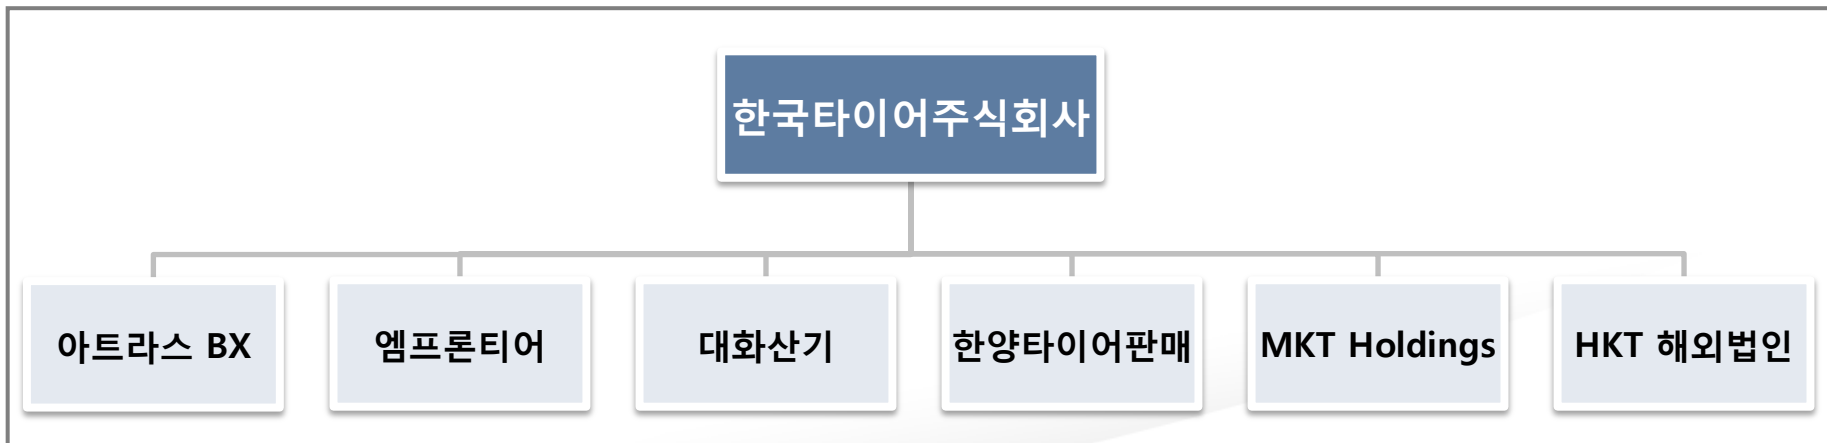 한국타이어주식회사
아트라스 BX
엠프론티어
대화산기
한양타이어판매
MKT Holdings
HKT 해외법인